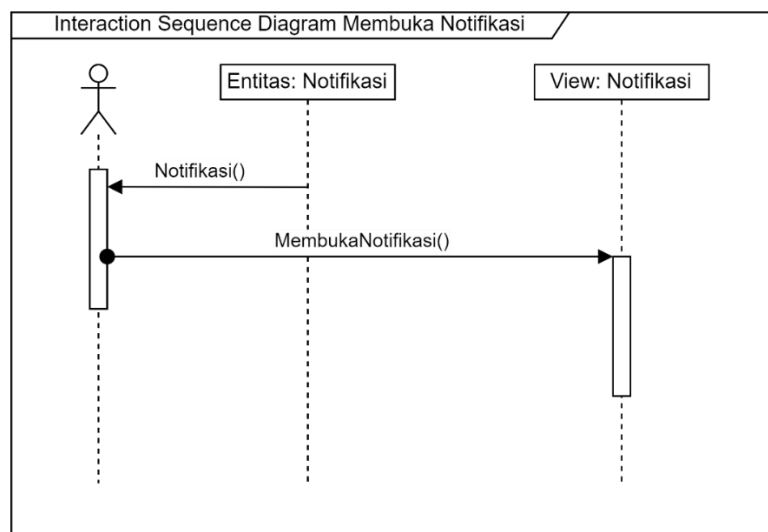 Interaction Sequence Diagram Membuka Notifikasi
Entitas: Notifikasi
View: Notifikasi
Notifikasi()
MembukaNotifikasi()